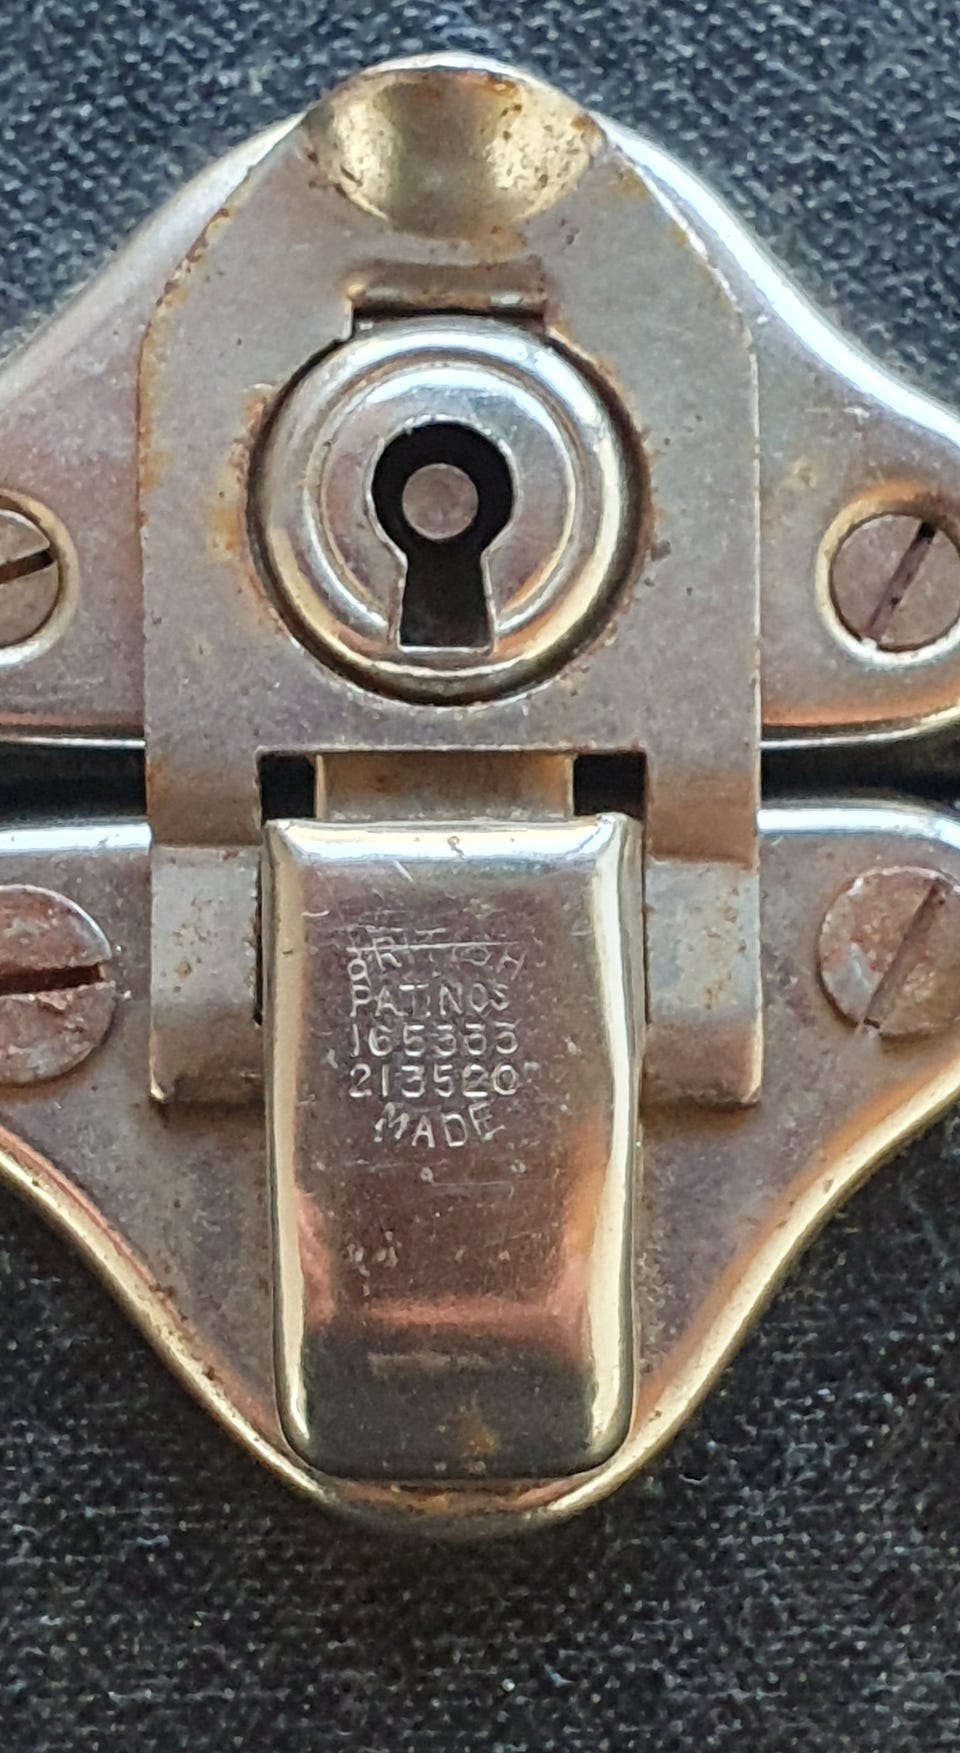 BRITISH
PAT. NOS
165333
213520
MADE